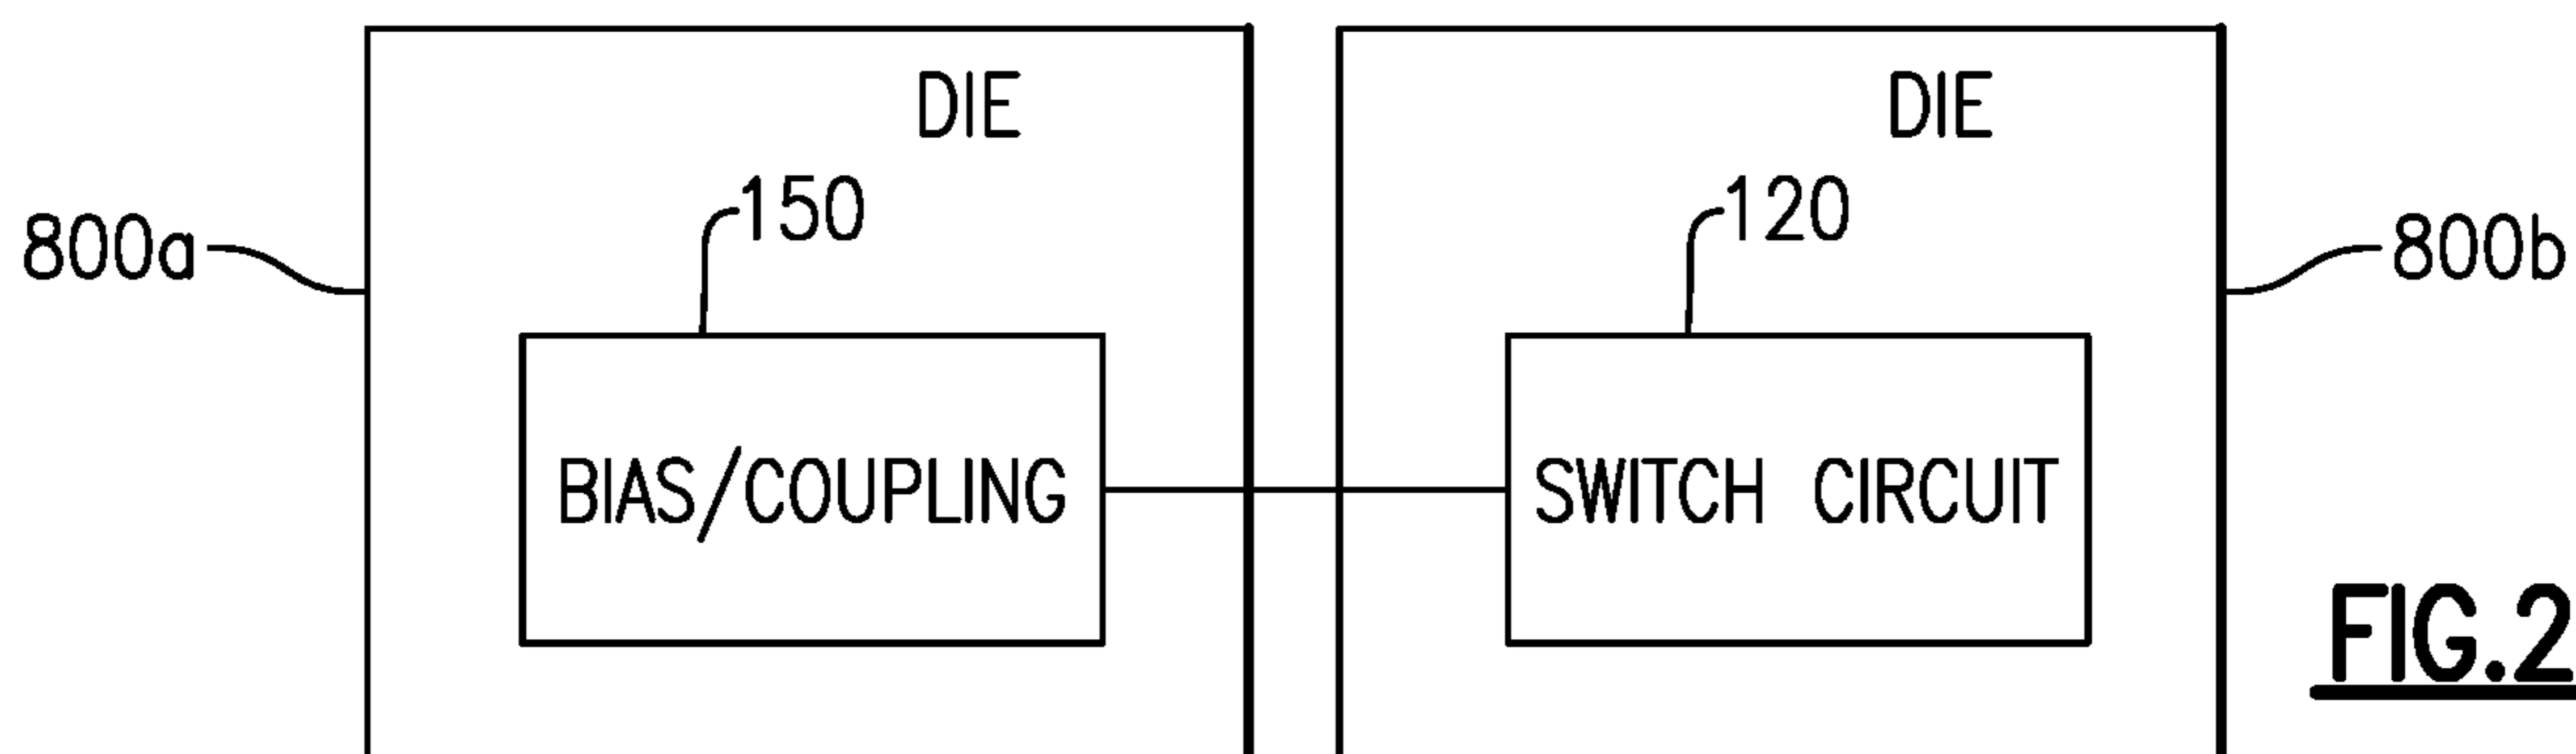 DIE
DIE
150
120
800a
800b
BIAS/COUPLING
SWITCH CIRCUIT
FIG.2